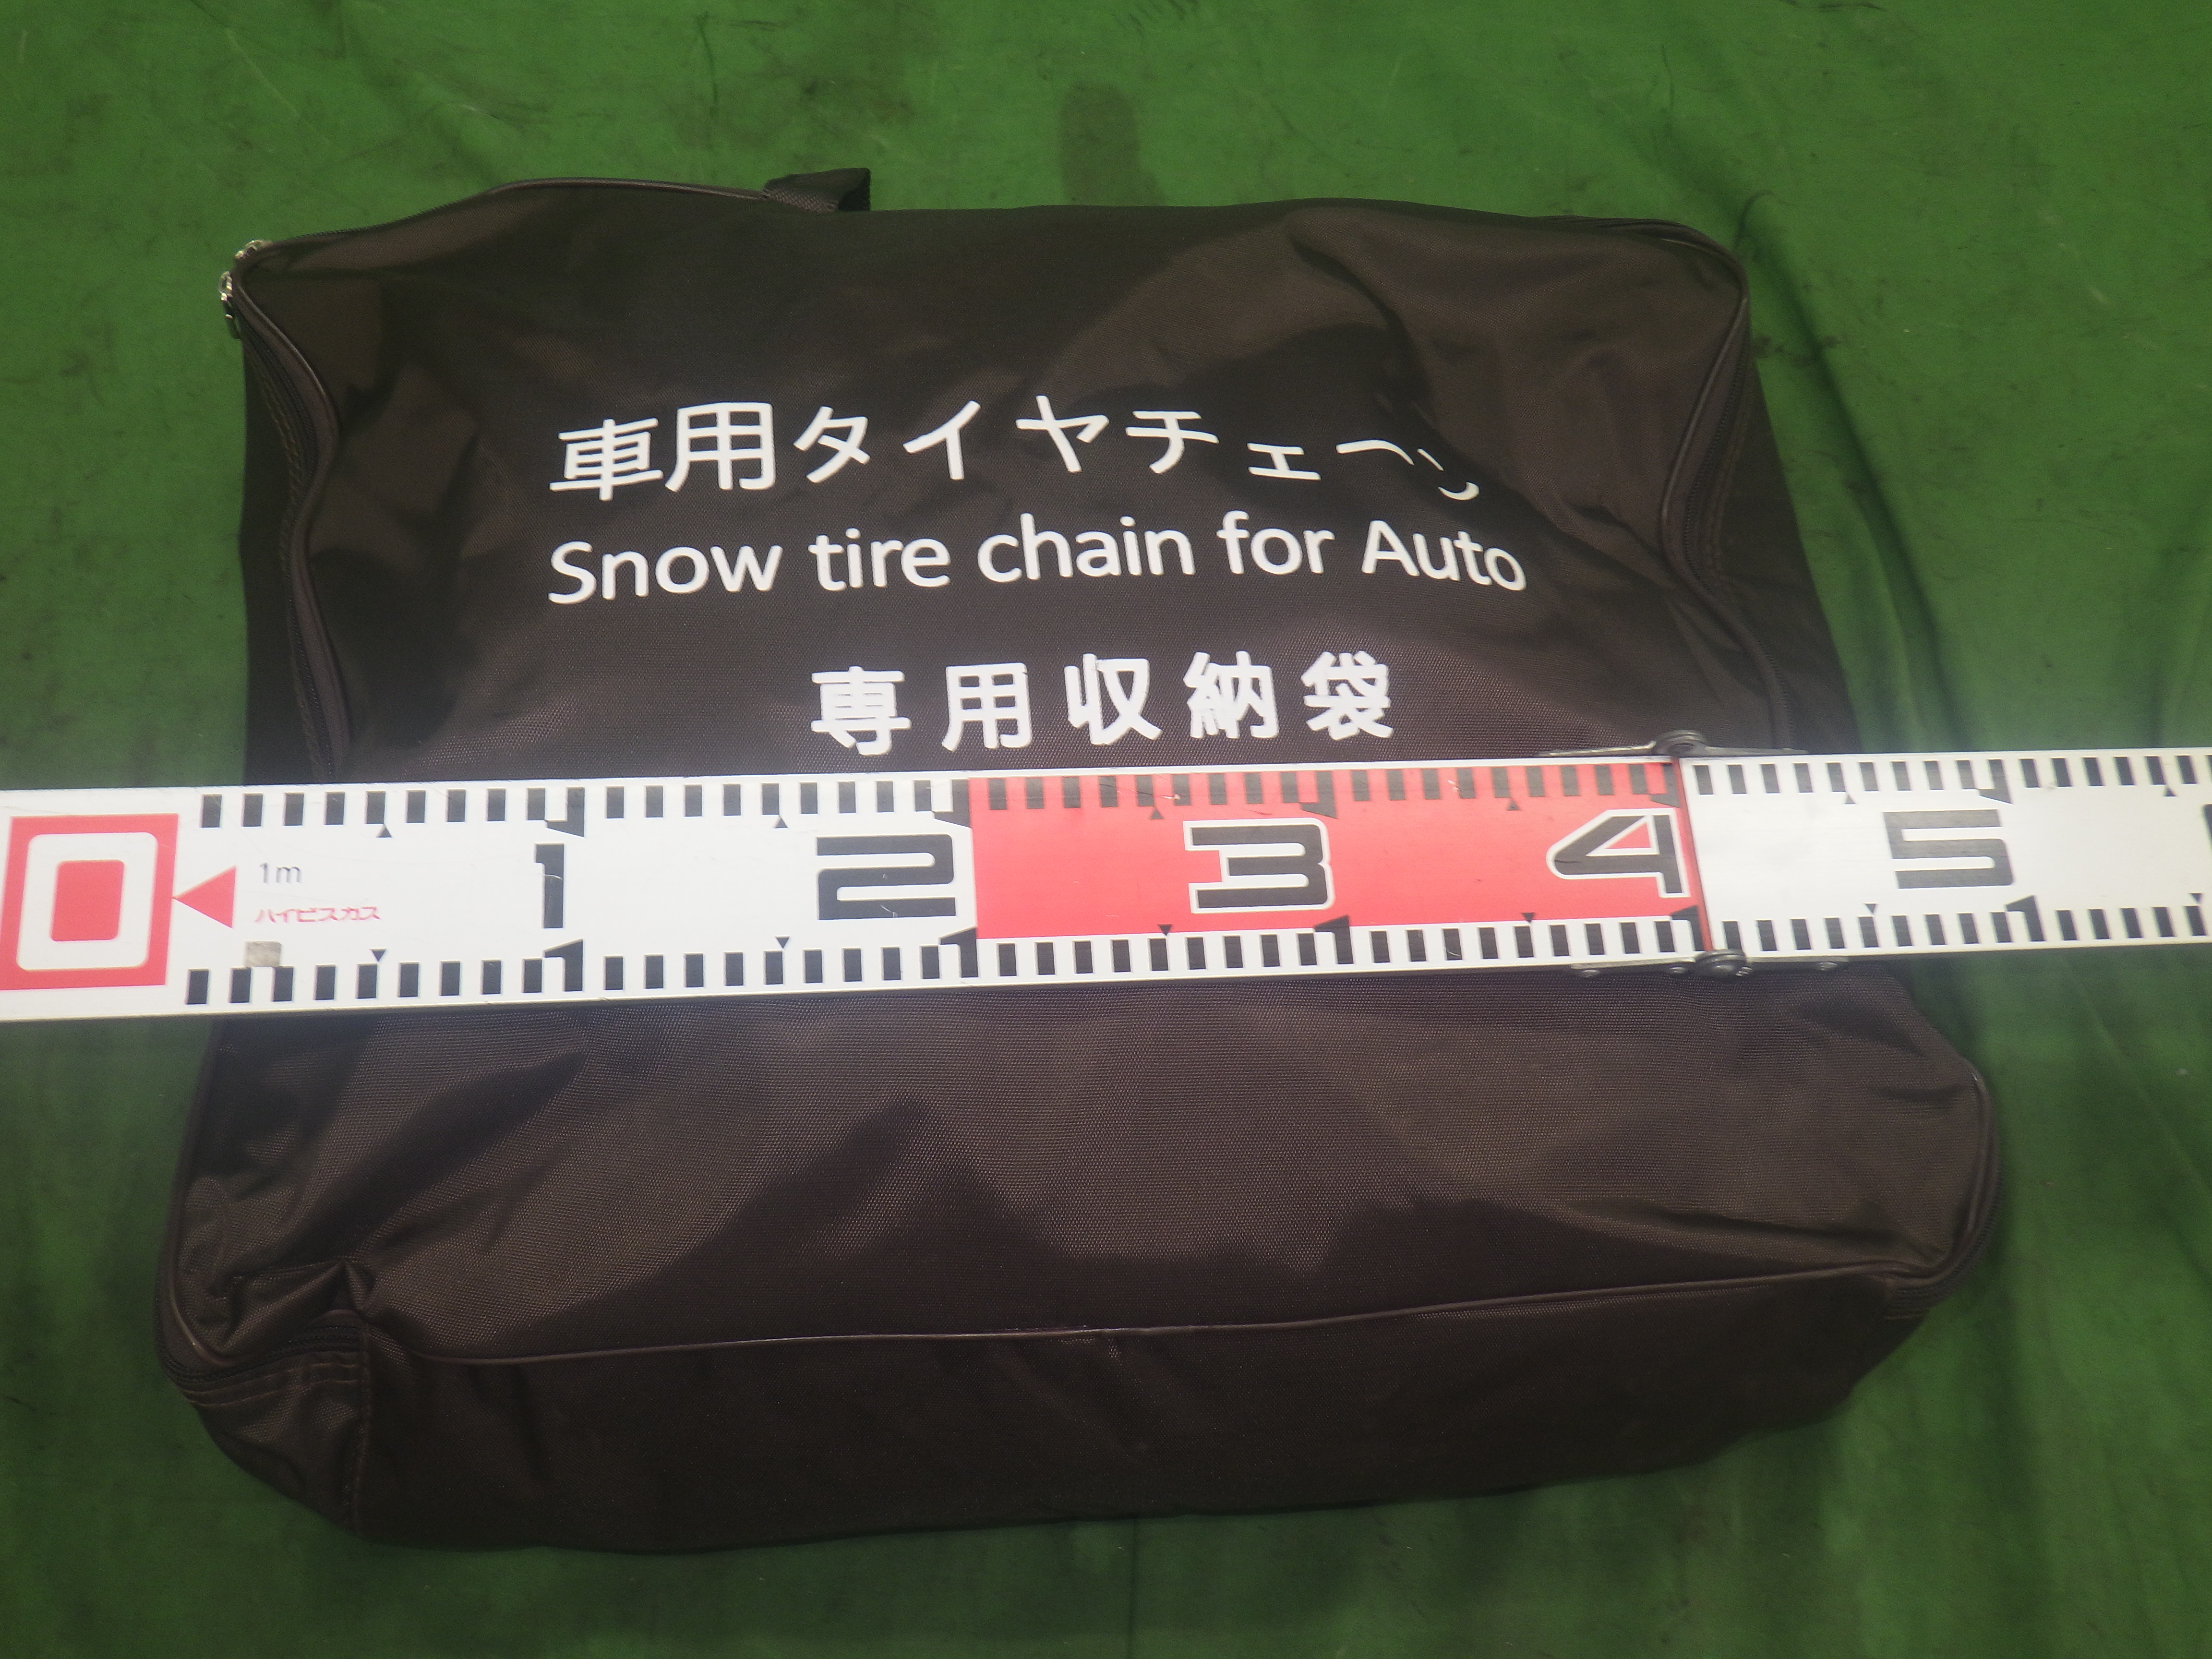 車用タイヤチェーン
Snow tire chain for Auto
専用収納袋
0 1m 1 2 3 4 5
ハイビスカス